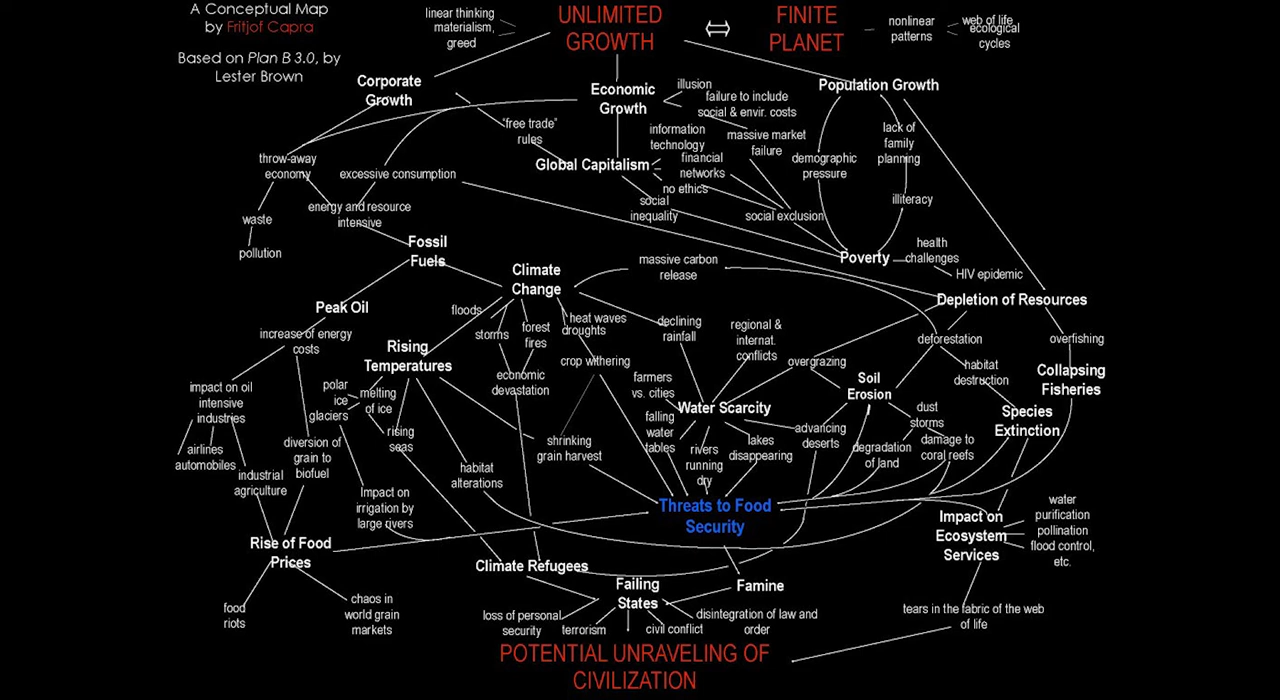 A Conceptual Map
by Fritjof Capra
Based on Plan B 3.0, by
Lester Brown
linear thinking
materialism,
greed
UNLIMITED
GROWTH
⇔
FINITE
PLANET
nonlinear
patterns
web of life
ecological
cycles
Corporate
Growth
Economic
Growth
illusion
failure to include
social & envir. costs
Population Growth
"free trade"
rules
information
technology
massive market
failure
lack of
family
planning
Global Capitalism
financial
networks
no ethics
demographic
pressure
throw-away
economy
excessive consumption
social
inequality
social exclusion
illiteracy
energy and resource
intensive
waste
pollution
Fossil
Fuels
Poverty
health
challenges
HIV epidemic
Climate
Change
massive carbon
release
Depletion of Resources
Peak Oil
increase of energy
costs
floods
storms
forest
fires
heat waves
droughts
declining
rainfall
regional &
internat.
conflicts
deforestation
overfishing
Rising
Temperatures
crop withering
overgrazing
habitat
destruction
Collapsing
Fisheries
impact on oil
intensive
industries
polar
ice
glaciers
melting
of ice
economic
devastation
farmers
vs. cities
Soil
Erosion
Water Scarcity
falling
water
tables
dust
storms
Species
Extinction
airlines
automobiles
diversion of
grain to
biofuel
rising
seas
shrinking
grain harvest
rivers
running
dry
lakes
disappearing
advancing
deserts
degradation
of land
damage to
coral reefs
industrial
agriculture
habitat
alterations
Impact on
irrigation by
large rivers
Threats to Food
Security
Impact on
Ecosystem
Services
water
purification
pollination
flood control,
etc.
Rise of Food
Prices
Climate Refugees
Failing
States
Famine
food
riots
chaos in
world grain
markets
loss of personal
security
terrorism
civil conflict
disintegration of law and
order
tears in the fabric of the web
of life
POTENTIAL UNRAVELING OF
CIVILIZATION